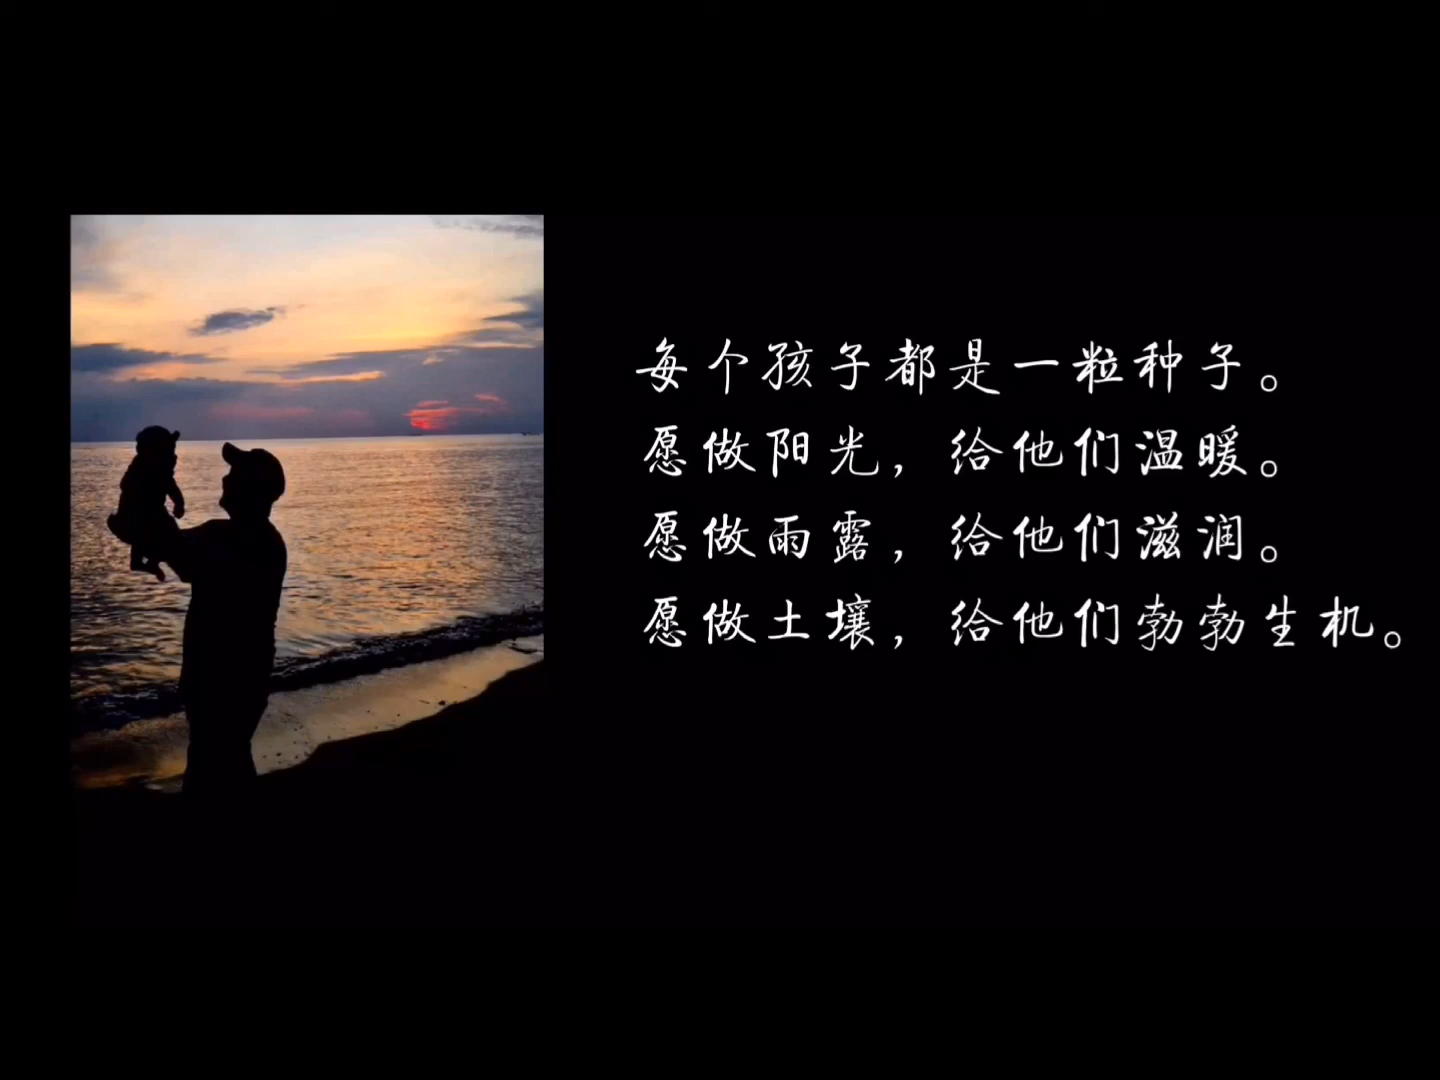 每个孩子都是一粒种子。
愿做阳光，给他们温暖。
愿做雨露，给他们滋润。
愿做土壤，给他们勃勃生机。